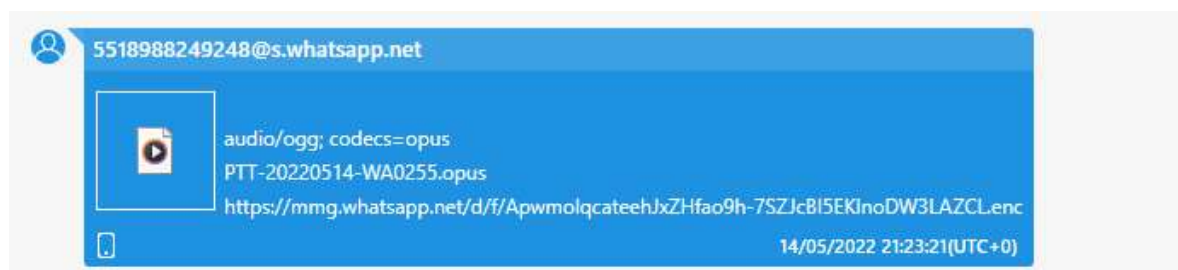 5518988249248@s.whatsapp.net
audio/ogg; codecs=opus
PTT-20220514-WA0255.opus
https://mmg.whatsapp.net/d/f/ApwmolqcateehJxZHfao9h-7SZJcBI5EKInoDW3LAZCL.enc
14/05/2022 21:23:21(UTC+0)